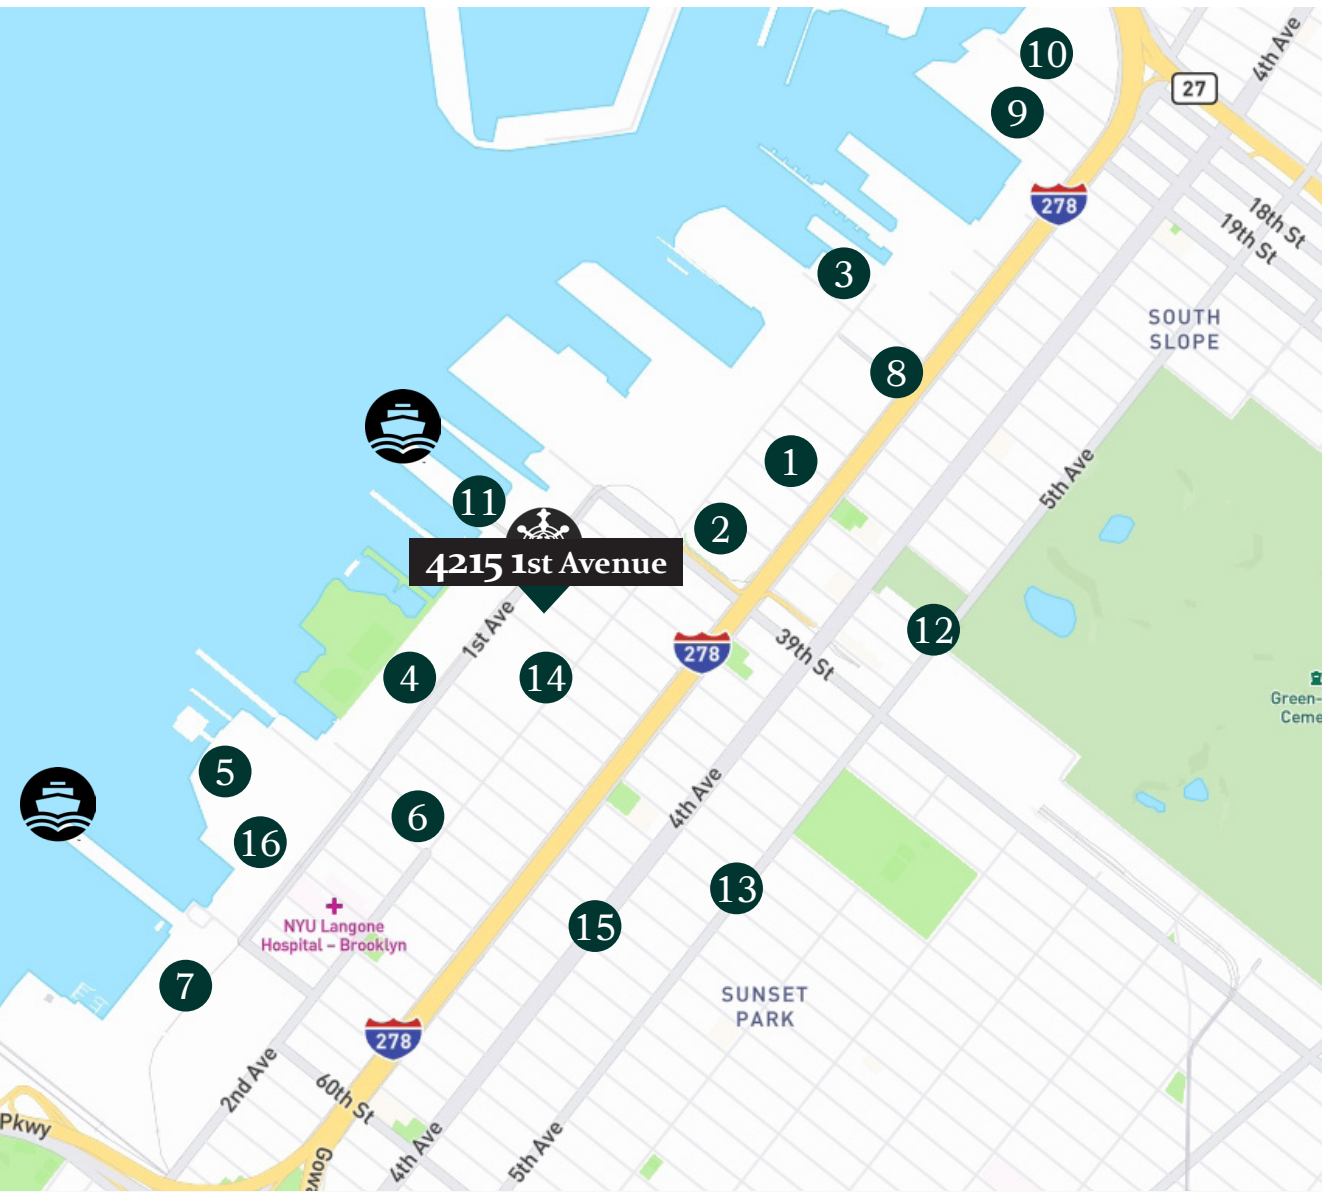 10
4th Ave
27
9
278
18th St
19th St
3
SOUTH
SLOPE
8
1
5th Ave
11
2
4215 1st Avenue
1st Ave
12
278
39th St
4
14
Green-
Ceme
5
4th Ave
6
16
13
NYU Langone
Hospital – Brooklyn
15
7
SUNSET
PARK
278
2nd Ave
60th St
Pkwy
4th Ave
5th Ave
Gowa